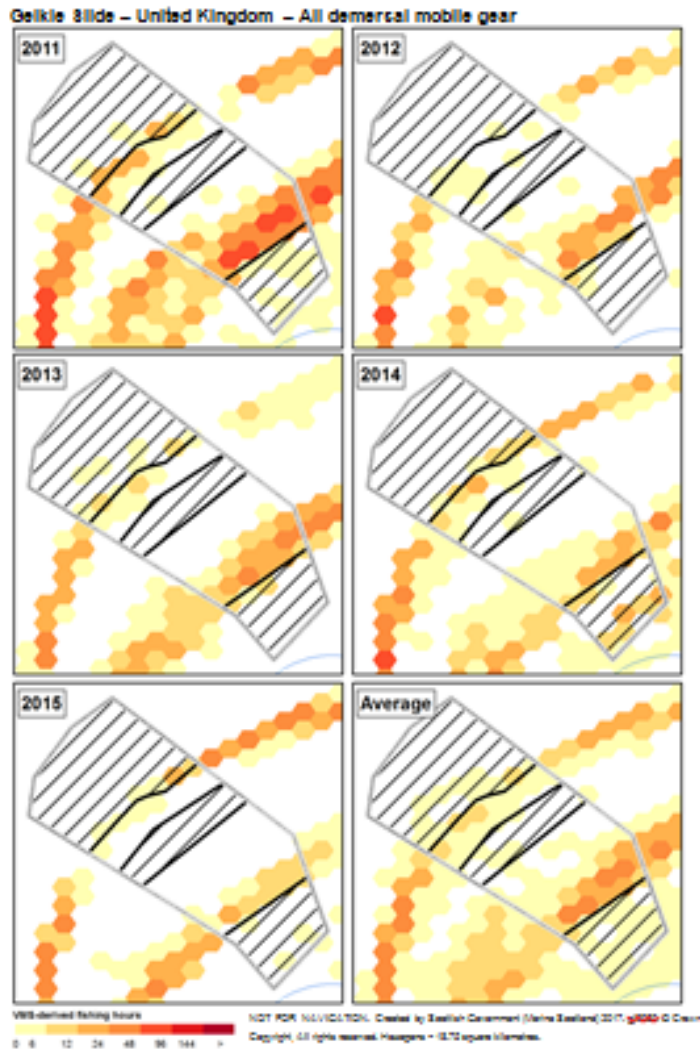 Geikie Slide – United Kingdom – All demersal mobile gear
2011
2012
2013
2014
2015
Average
VMS-derived fishing hours
0 6 12 24 48 96 144 >
NOT FOR NAVIGATION. Created by Scottish Government (Marine Scotland) 2017. © Crown
Copyright, All rights reserved. Hexagons = square kilometres.